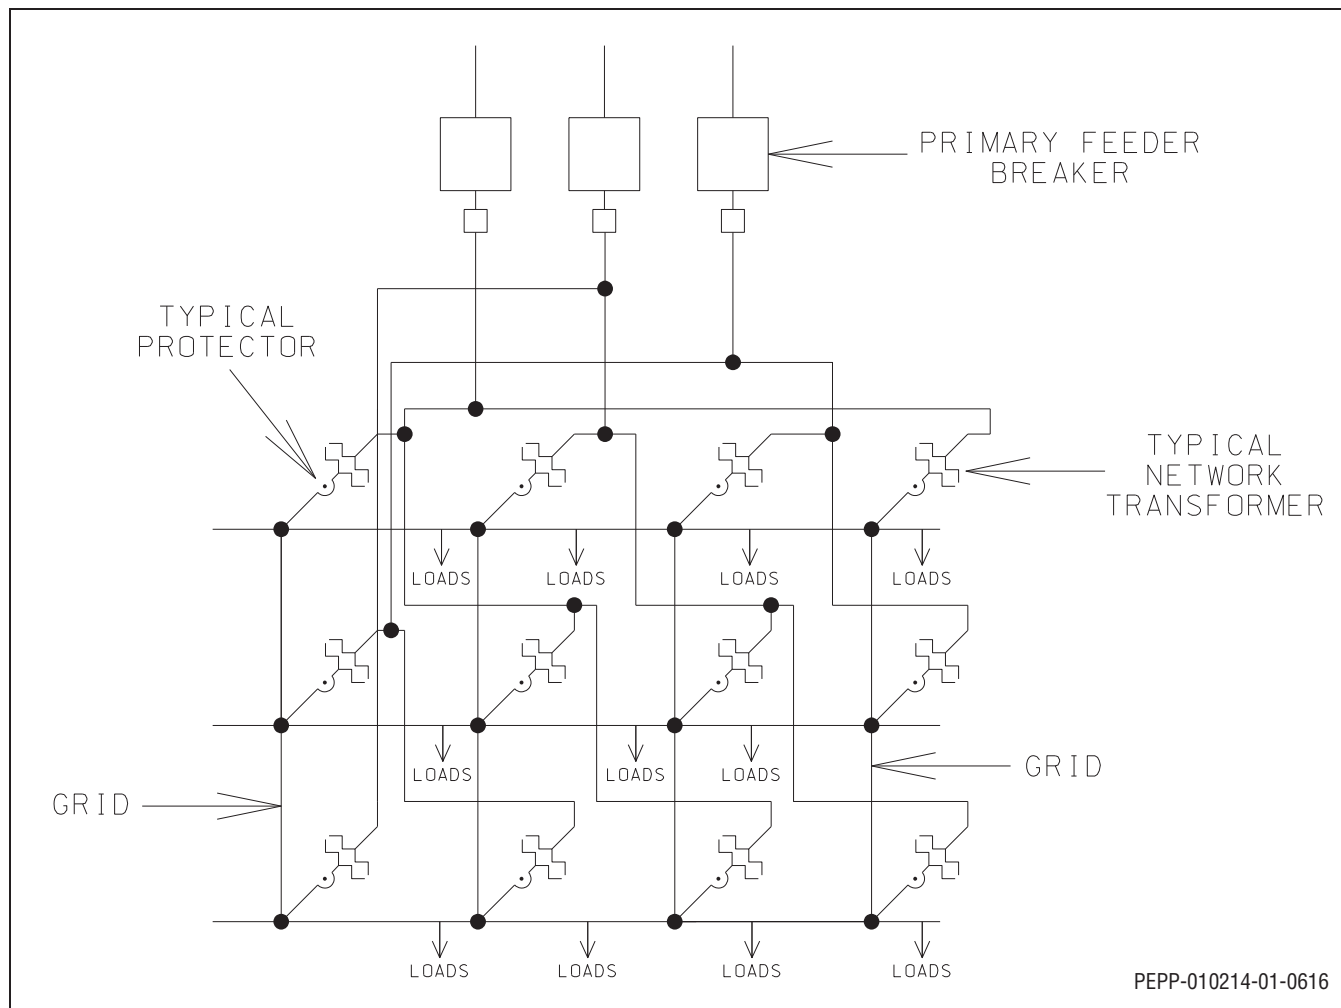 PRIMARY FEEDER
BREAKER
TYPICAL
PROTECTOR
TYPICAL
NETWORK
TRANSFORMER
LOADS
LOADS
LOADS
LOADS
LOADS
LOADS
LOADS
GRID
GRID
LOADS
LOADS
LOADS
LOADS
PEPP-010214-01-0616